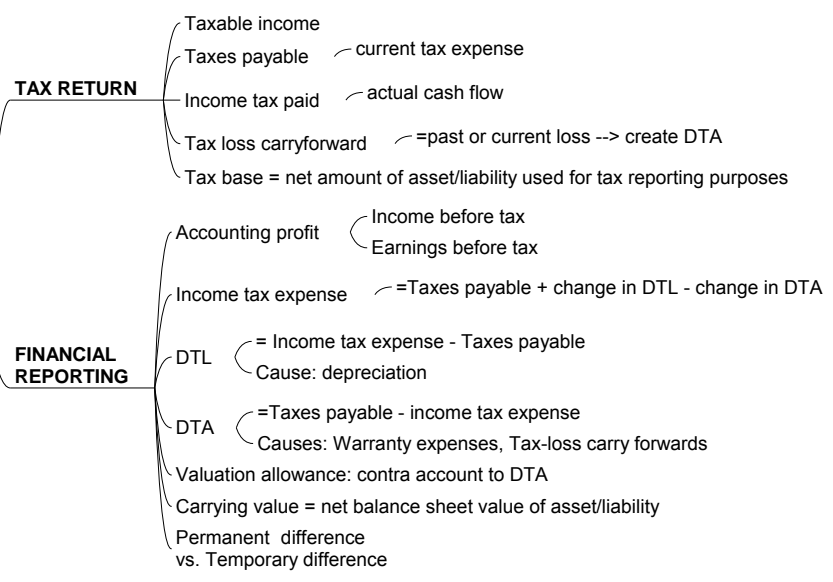 TAX RETURN
Taxable income
Taxes payable
current tax expense
Income tax paid
actual cash flow
Tax loss carryforward
=past or current loss --> create DTA
Tax base = net amount of asset/liability used for tax reporting purposes
FINANCIAL
REPORTING
Accounting profit
Income before tax
Earnings before tax
Income tax expense
=Taxes payable + change in DTL - change in DTA
DTL
= Income tax expense - Taxes payable
Cause: depreciation
DTA
=Taxes payable - income tax expense
Causes: Warranty expenses, Tax-loss carry forwards
Valuation allowance: contra account to DTA
Carrying value = net balance sheet value of asset/liability
Permanent difference
vs. Temporary difference